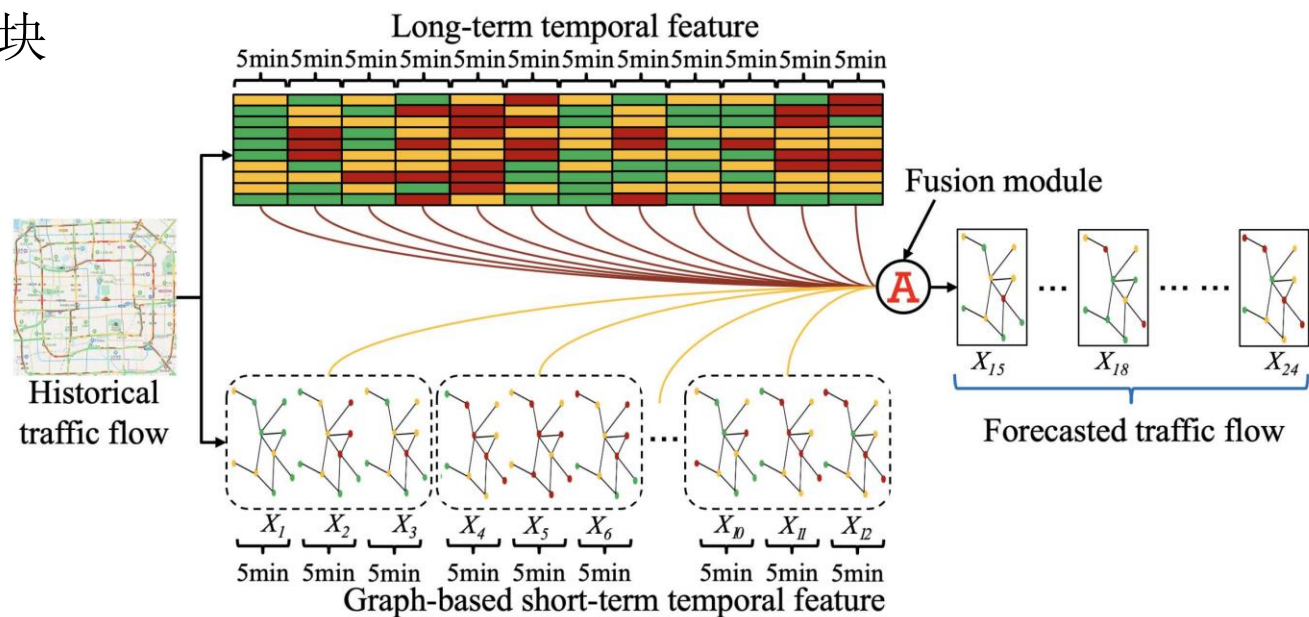 块
Long-term temporal feature
5min 5min 5min 5min 5min 5min 5min 5min 5min 5min 5min 5min
Fusion module
A
Historical
traffic flow
X1 X2 X3 X4 X5 X6 ... X10 X11 X12
5min 5min 5min 5min 5min 5min 5min 5min 5min
Graph-based short-term temporal feature
X15 ... X18 ... ... X24
Forecasted traffic flow